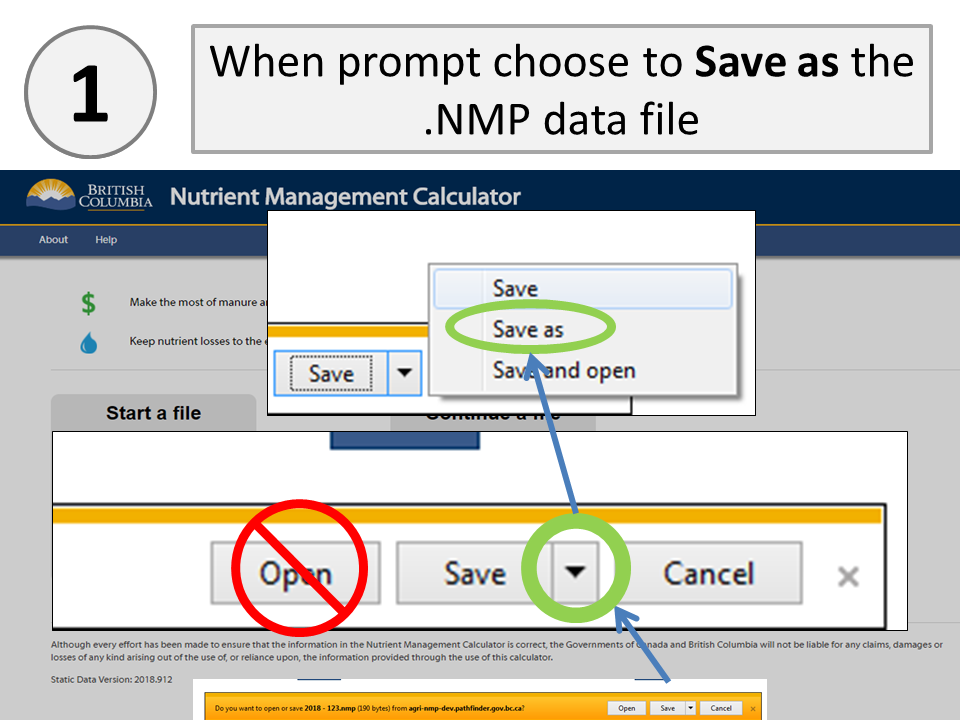 1
When prompt choose to Save as the
.NMP data file
BRITISH
COLUMBIA
Nutrient Management Calculator
About Help
Make the most of manure
Keep nutrient losses to the
Save
Save as
Save and open
Save
Start a file
Continue a file
Open Save Cancel ×
Although every effort has been made to ensure that the information in the Nutrient Management Calculator is correct, the Governments of Canada and British Columbia will not be liable for any claims, damages or
losses of any kind arising out of the use of, or reliance upon, the information provided through the use of this calculator.
Static Data Version: 2018.912
Do you want to open or save 2018 - 123.nmp (190 bytes) from agri-nmp-dev.pathfinder.gov.bc.ca? Open Save Cancel ×